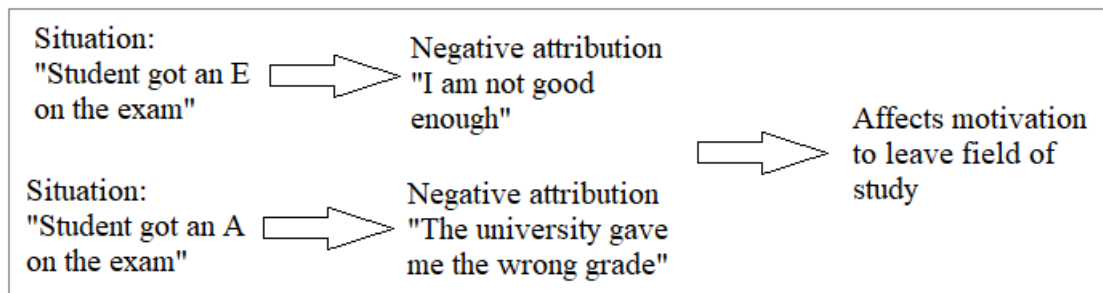 Situation:
"Student got an E
on the exam"
Negative attribution
"I am not good
enough"
Situation:
"Student got an A
on the exam"
Negative attribution
"The university gave
me the wrong grade"
Affects motivation
to leave field of
study